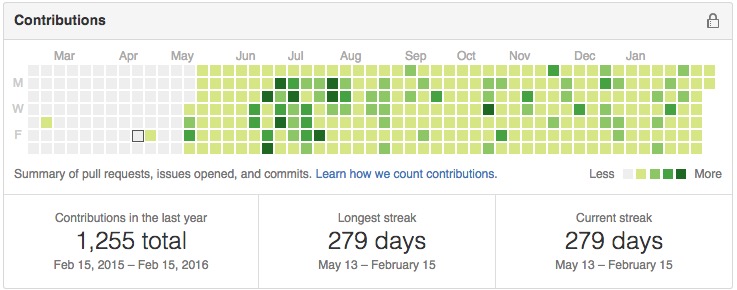 Contributions
Mar Apr May Jun Jul Aug Sep Oct Nov Dec Jan
M
W
F
Summary of pull requests, issues opened, and commits. Learn how we count contributions. Less More
Contributions in the last year
1,255 total
Feb 15, 2015 – Feb 15, 2016
Longest streak
279 days
May 13 – February 15
Current streak
279 days
May 13 – February 15